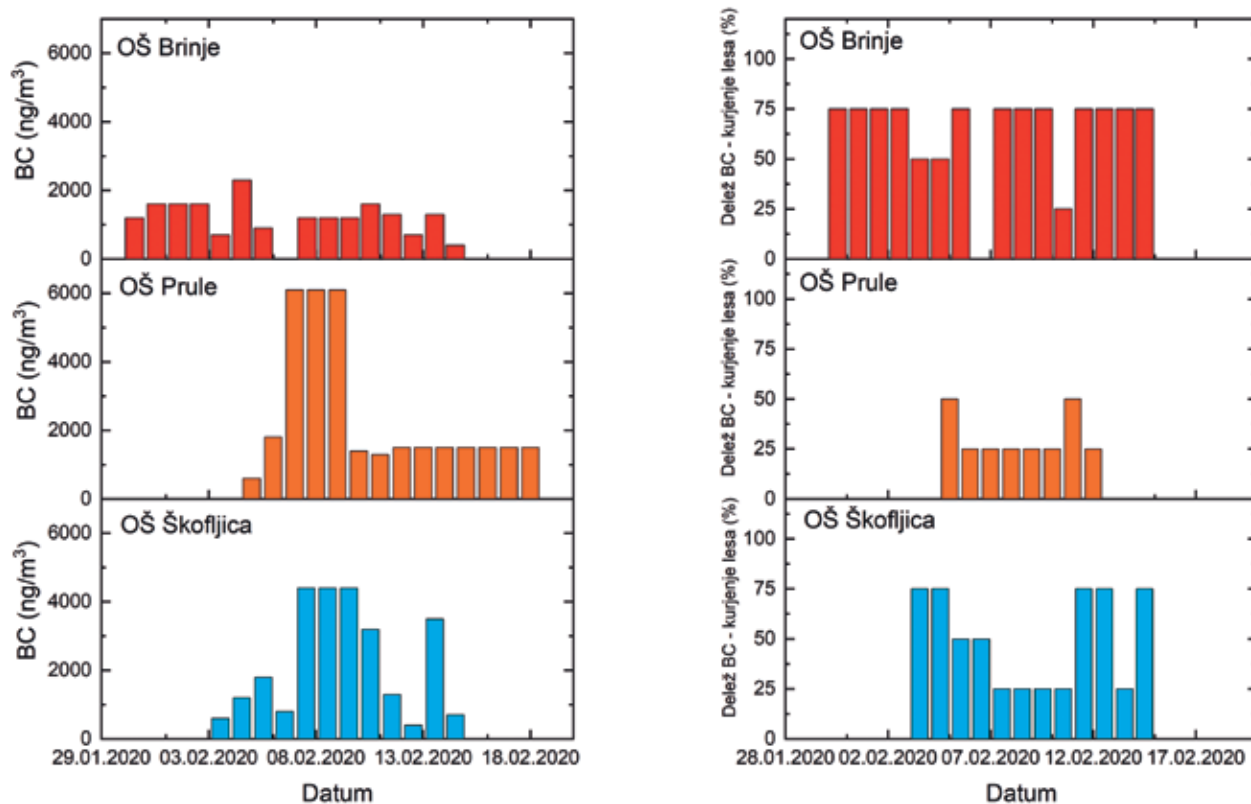 OŠ Brinje
BC (ng/m³)
6000
4000
2000
0
OŠ Prule
BC (ng/m³)
6000
4000
2000
0
OŠ Škofljica
BC (ng/m³)
6000
4000
2000
0
29.01.2020 03.02.2020 08.02.2020 13.02.2020 18.02.2020
Datum
OŠ Brinje
Delež BC - kurjenje lesa (%)
100
75
50
25
0
OŠ Prule
Delež BC - kurjenje lesa (%)
100
75
50
25
0
OŠ Škofljica
Delež BC - kurjenje lesa (%)
100
75
50
25
0
28.01.2020 02.02.2020 07.02.2020 12.02.2020 17.02.2020
Datum